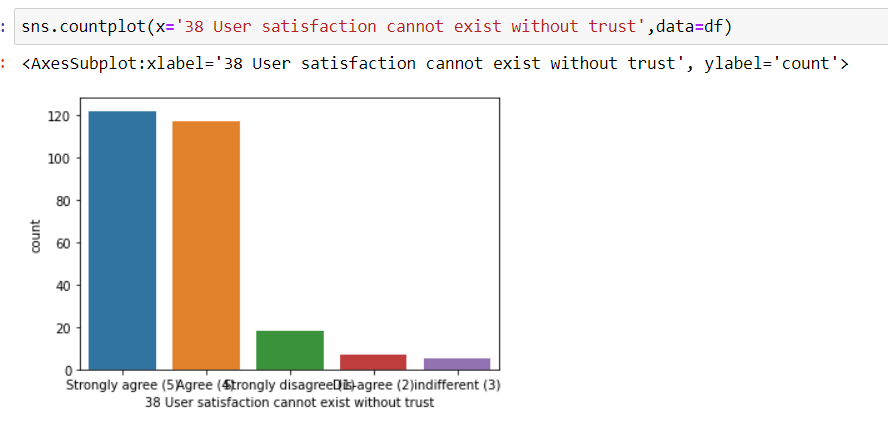 : sns.countplot(x='38 User satisfaction cannot exist without trust',data=df)
: <AxesSubplot:xlabel='38 User satisfaction cannot exist without trust', ylabel='count'>
120
100
80
60
40
20
0
count
Strongly agree (5) Agree (4) Strongly disagree (1) Dis-agree (2) indifferent (3)
38 User satisfaction cannot exist without trust